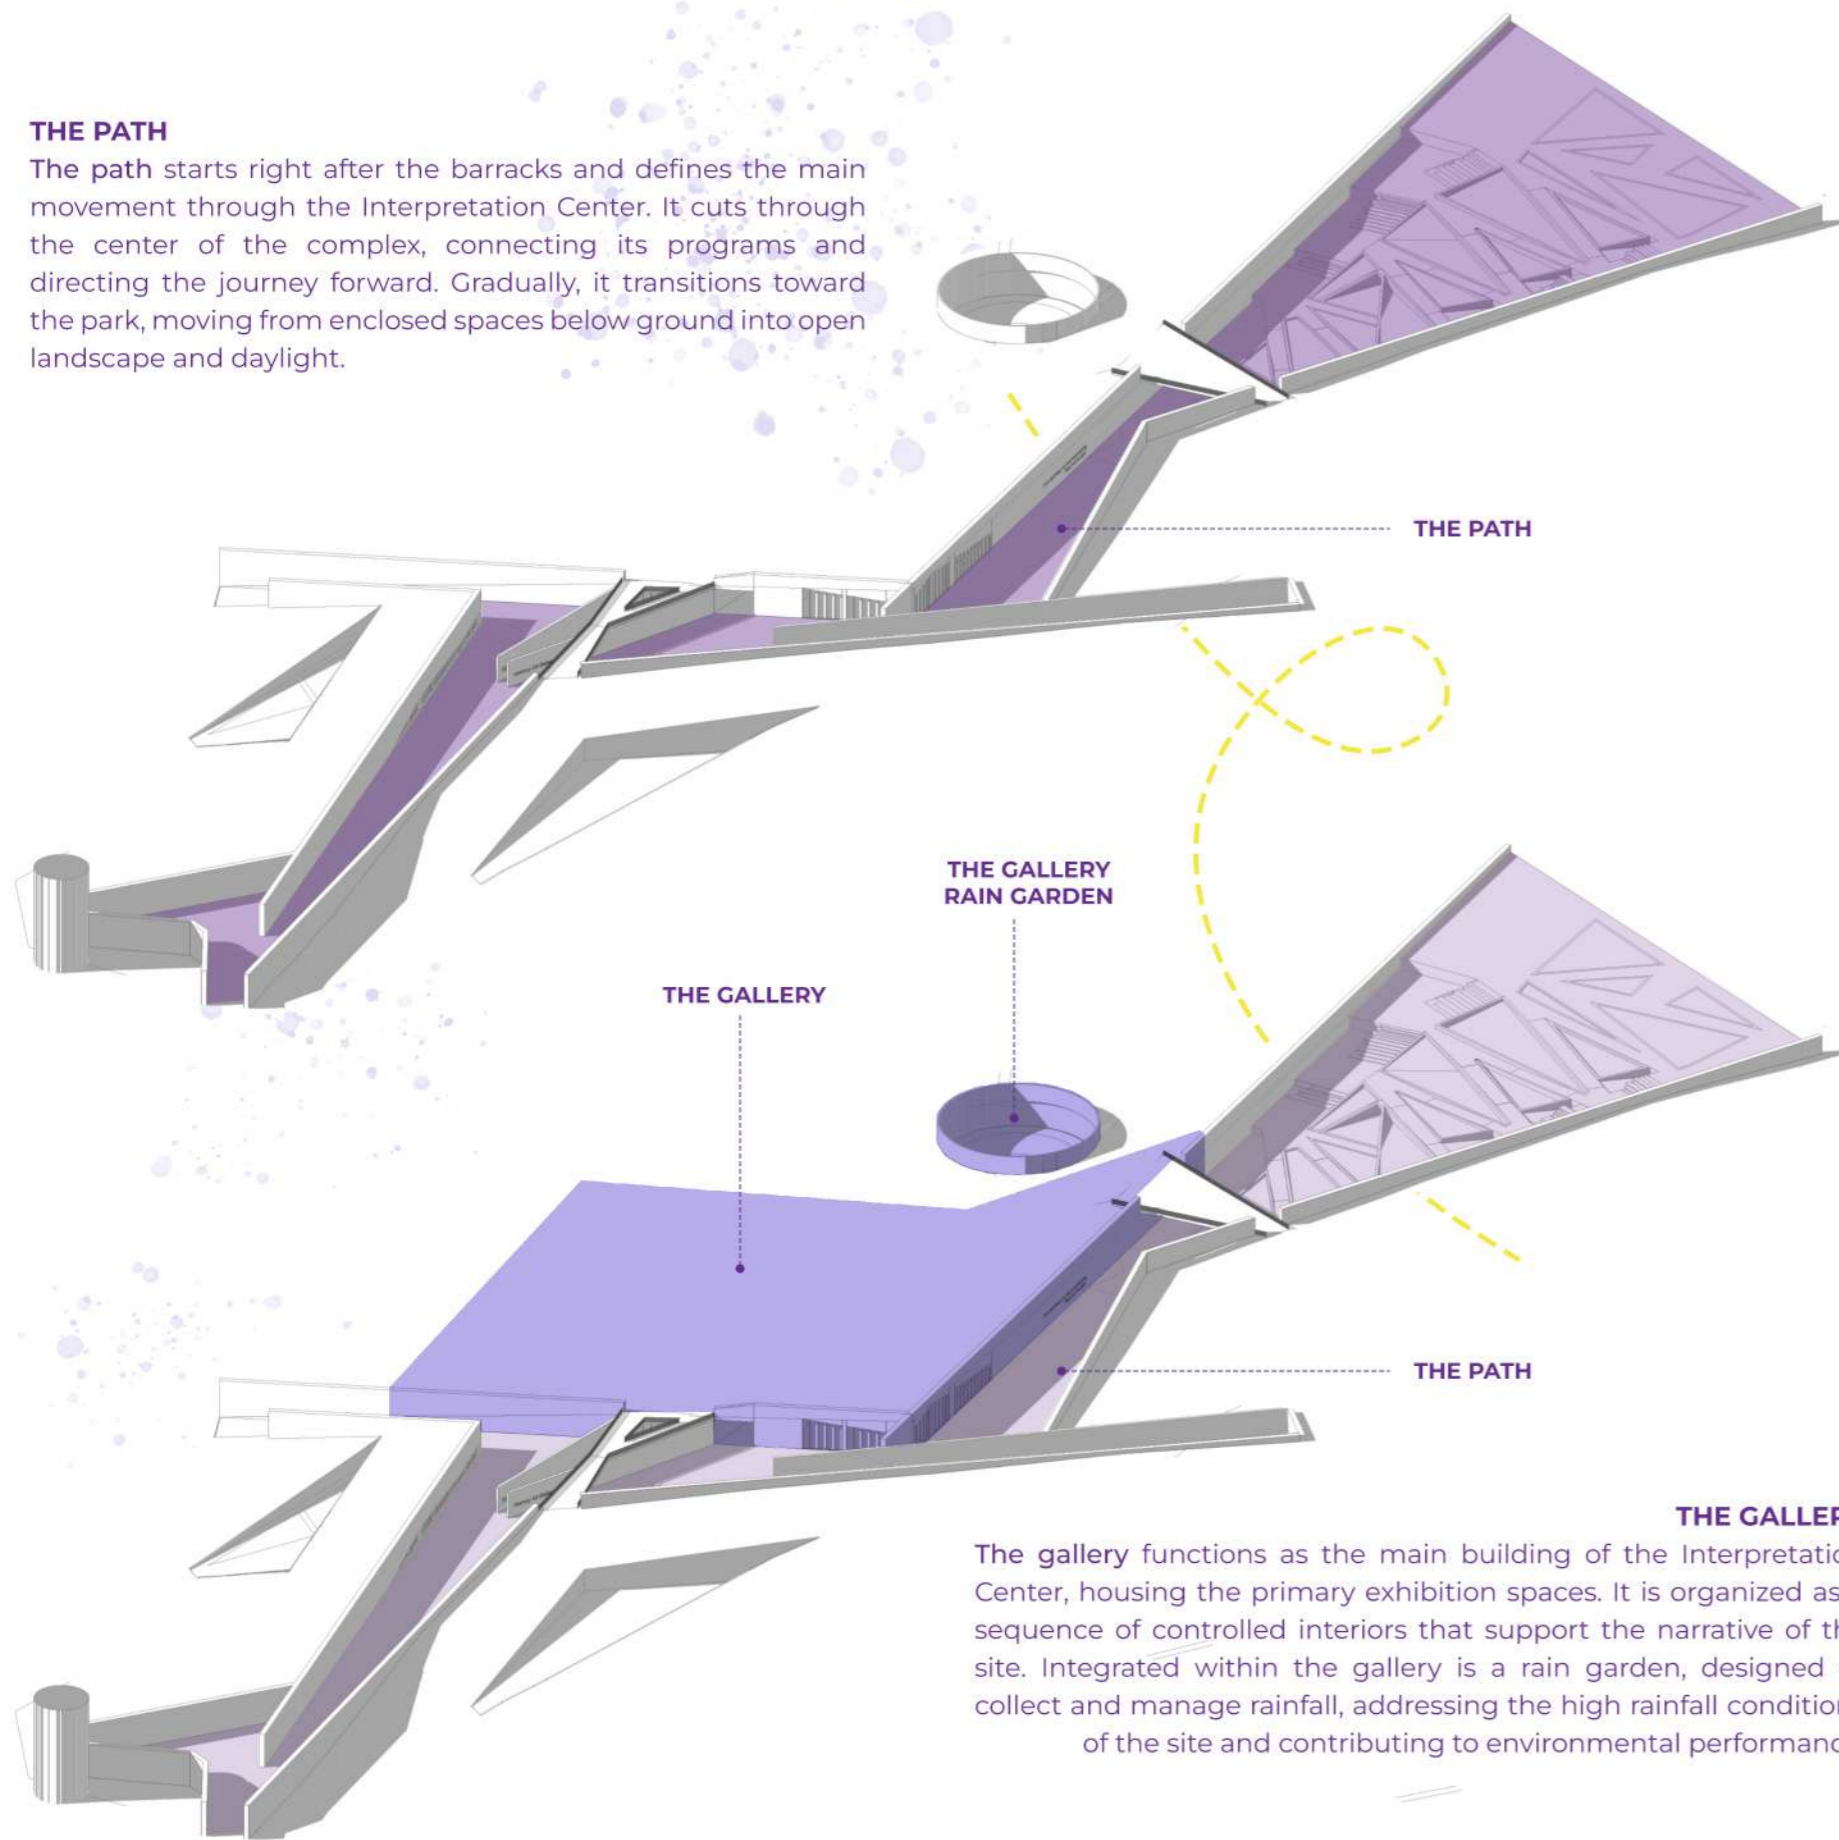 THE PATH
The path starts right after the barracks and defines the main
movement through the Interpretation Center. It cuts through
the center of the complex, connecting its programs and
directing the journey forward. Gradually, it transitions toward
the park, moving from enclosed spaces below ground into open
landscape and daylight.
THE PATH
THE GALLERY
RAIN GARDEN
THE GALLERY
THE PATH
THE GALLER
The gallery functions as the main building of the Interpretatio
Center, housing the primary exhibition spaces. It is organized as
sequence of controlled interiors that support the narrative of th
site. Integrated within the gallery is a rain garden, designed
collect and manage rainfall, addressing the high rainfall condition
of the site and contributing to environmental performanc